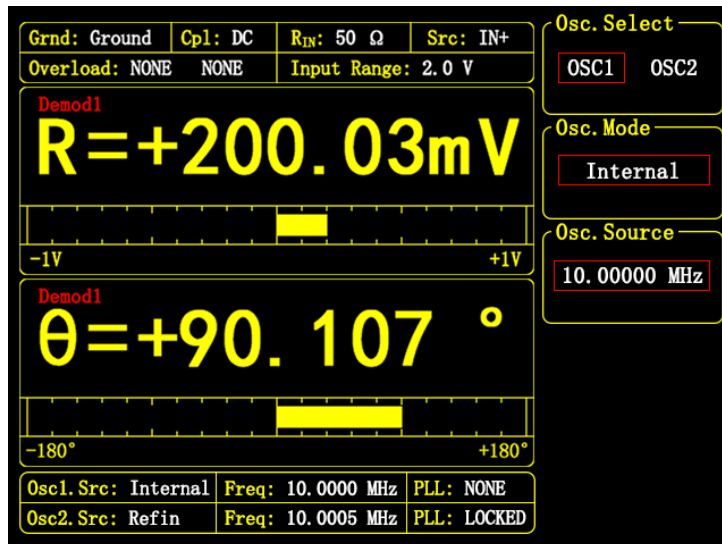 Grnd: Ground Cpl: DC RIN: 50 Ω Src: IN+
Overload: NONE NONE Input Range: 2.0 V
Demod1
R=+200.03mV
-1V +1V
Demod1
θ=+90.107 °
-180° +180°
Osc1.Src: Internal Freq: 10.0000 MHz PLL: NONE
Osc2.Src: Refin Freq: 10.0005 MHz PLL: LOCKED
Osc.Select
OSC1 OSC2
Osc.Mode
Internal
Osc.Source
10.00000 MHz